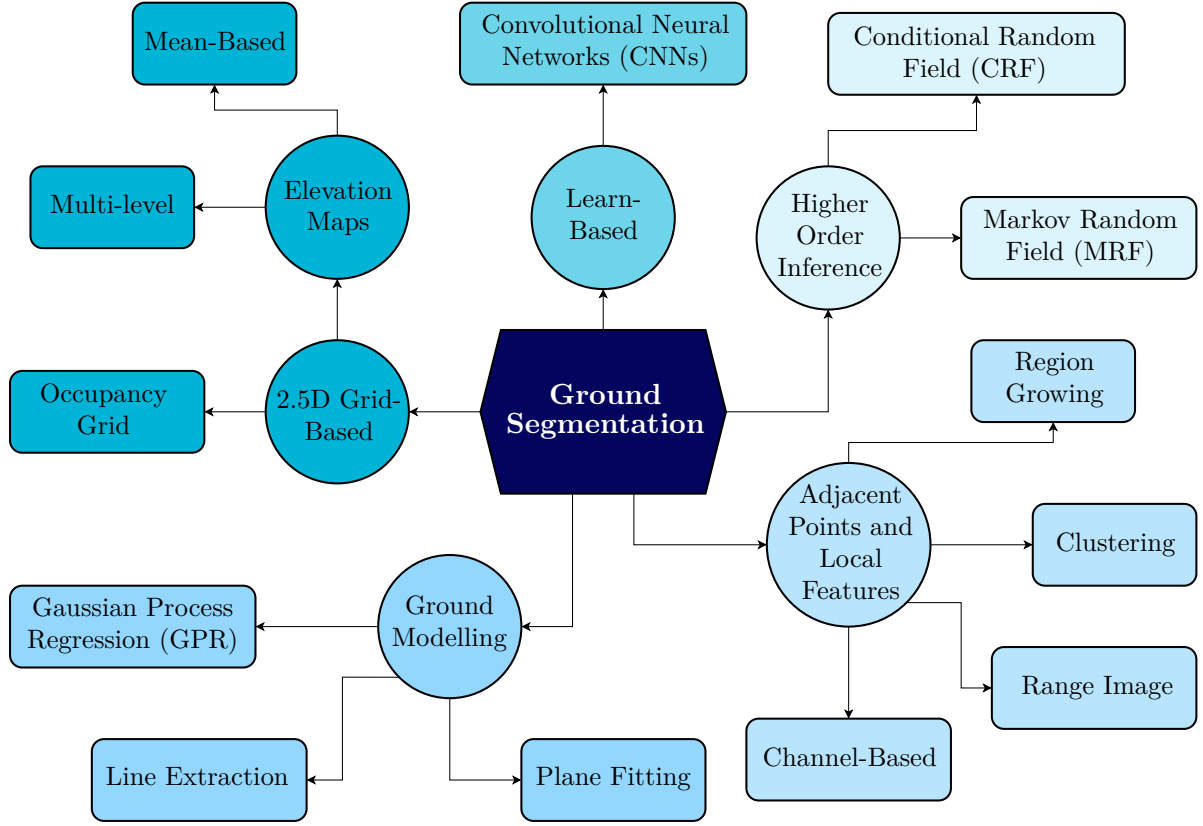 Mean-Based
Convolutional Neural
Networks (CNNs)
Conditional Random
Field (CRF)
Multi-level
Elevation
Maps
Learn-
Based
Higher
Order
Inference
Markov Random
Field (MRF)
Occupancy
Grid
2.5D Grid-
Based
Ground
Segmentation
Region
Growing
Adjacent
Points and
Local
Features
Clustering
Gaussian Process
Regression (GPR)
Ground
Modelling
Range Image
Line Extraction
Plane Fitting
Channel-Based